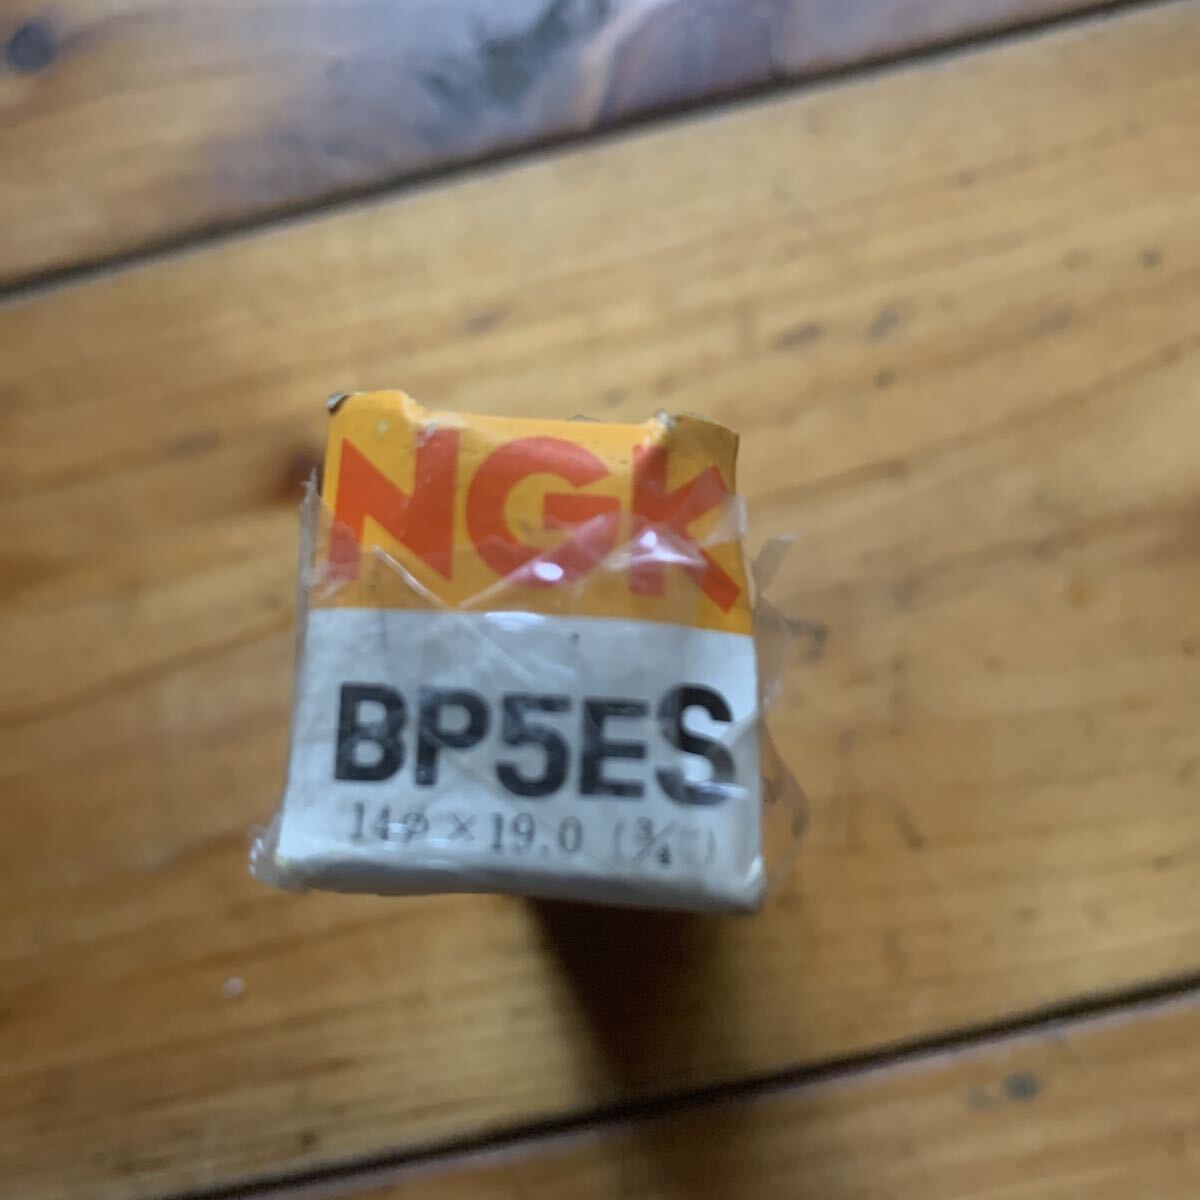 NGK
BP5ES
14φ × 19.0 (3/4")